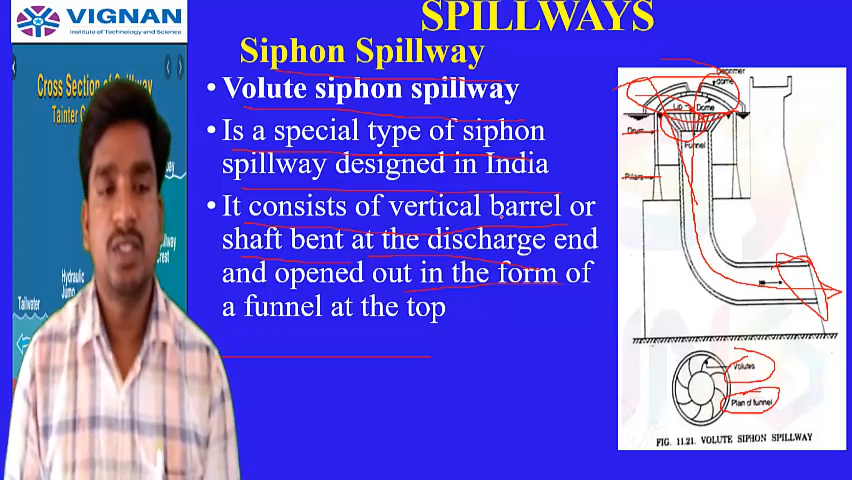 VIGNAN
Institute of Technology and Science
SPILLWAYS
Siphon Spillway
• Volute siphon spillway
• Is a special type of siphon
spillway designed in India
• It consists of vertical barrel or
shaft bent at the discharge end
and opened out in the form of
a funnel at the top
Cross Section of Spillway
Tainter
Hydraulic
Jump
Tailwater
dome
Lip
Dome
Drum
Funnel
Pillars
Volutes
Plan of funnel
FIG. 11.21. VOLUTE SIPHON SPILLWAY